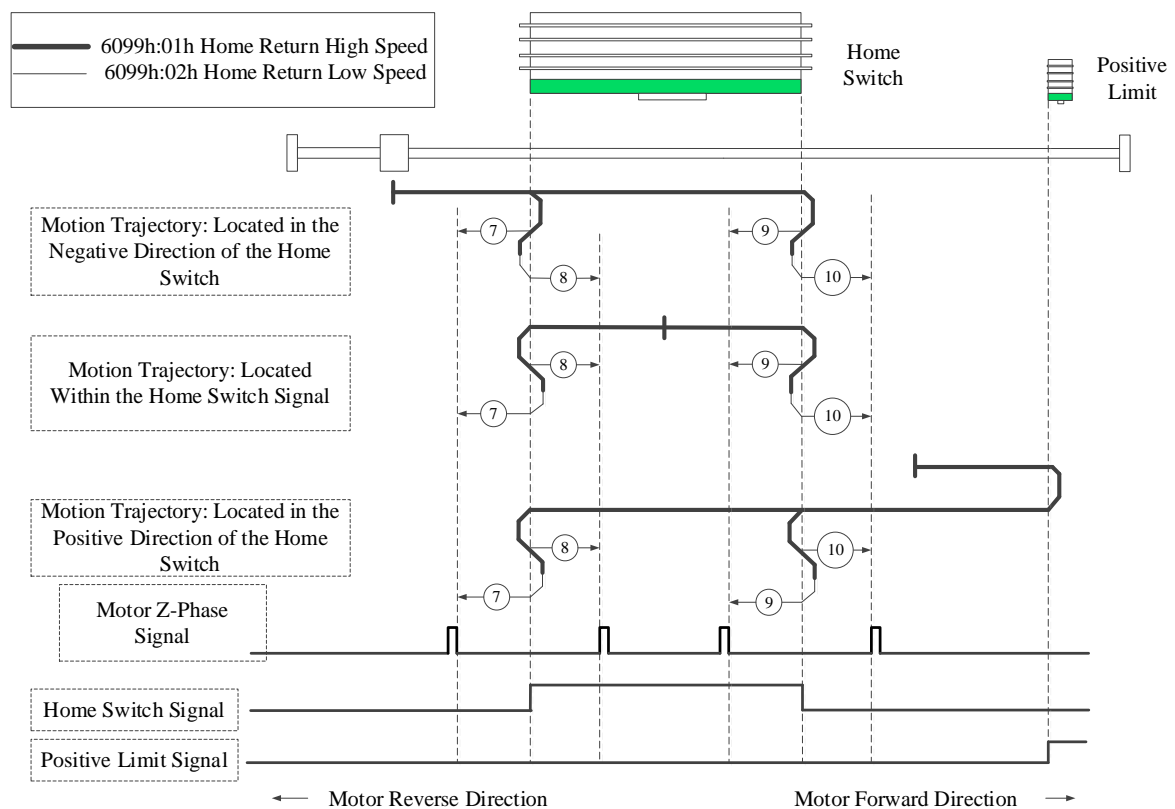 6099h:01h Home Return High Speed
6099h:02h Home Return Low Speed
Home
Switch
Positive
Limit
Motion Trajectory: Located in the
Negative Direction of the Home
Switch
7
9
8
10
Motion Trajectory: Located
Within the Home Switch Signal
8
9
7
10
Motion Trajectory: Located in the
Positive Direction of the Home
Switch
8
10
7
9
Motor Z-Phase
Signal
Home Switch Signal
Positive Limit Signal
Motor Reverse Direction
Motor Forward Direction